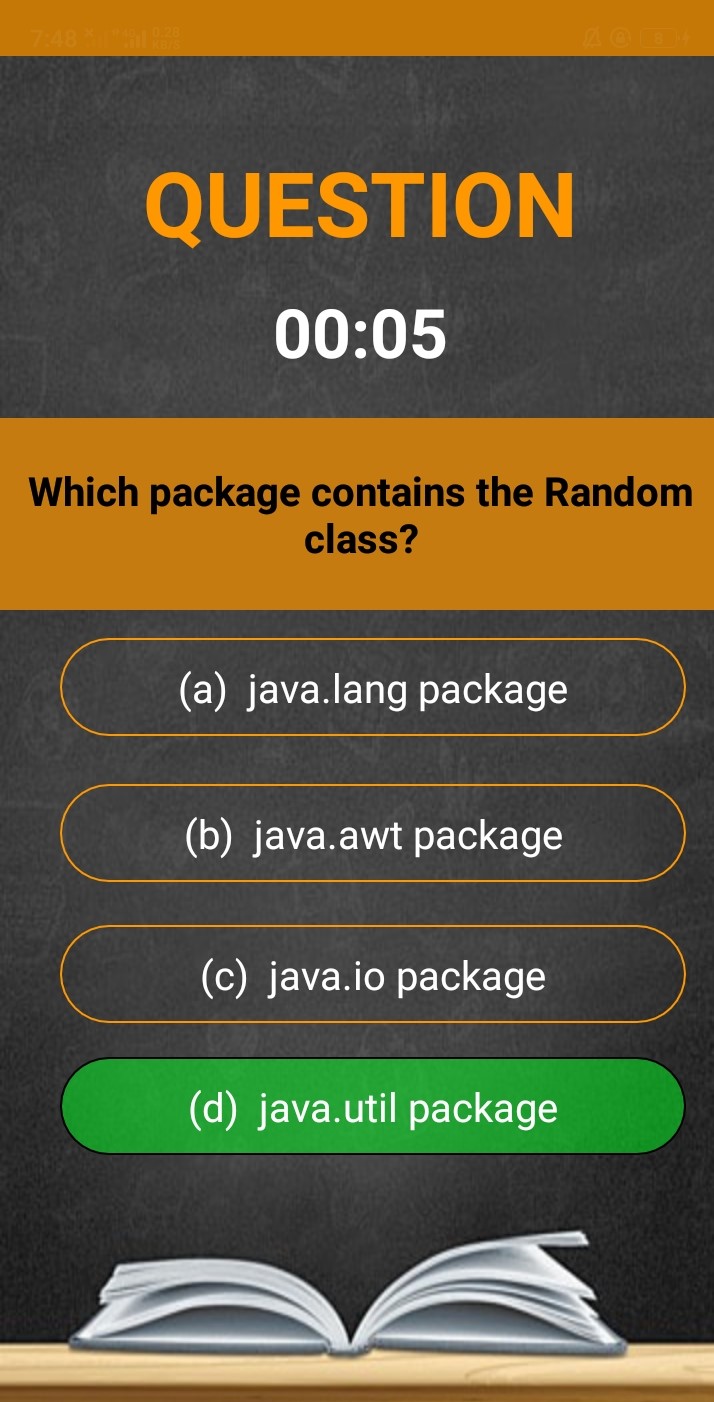 7:48
QUESTION
00:05
Which package contains the Random
class?
(a) java.lang package
(b) java.awt package
(c) java.io package
(d) java.util package